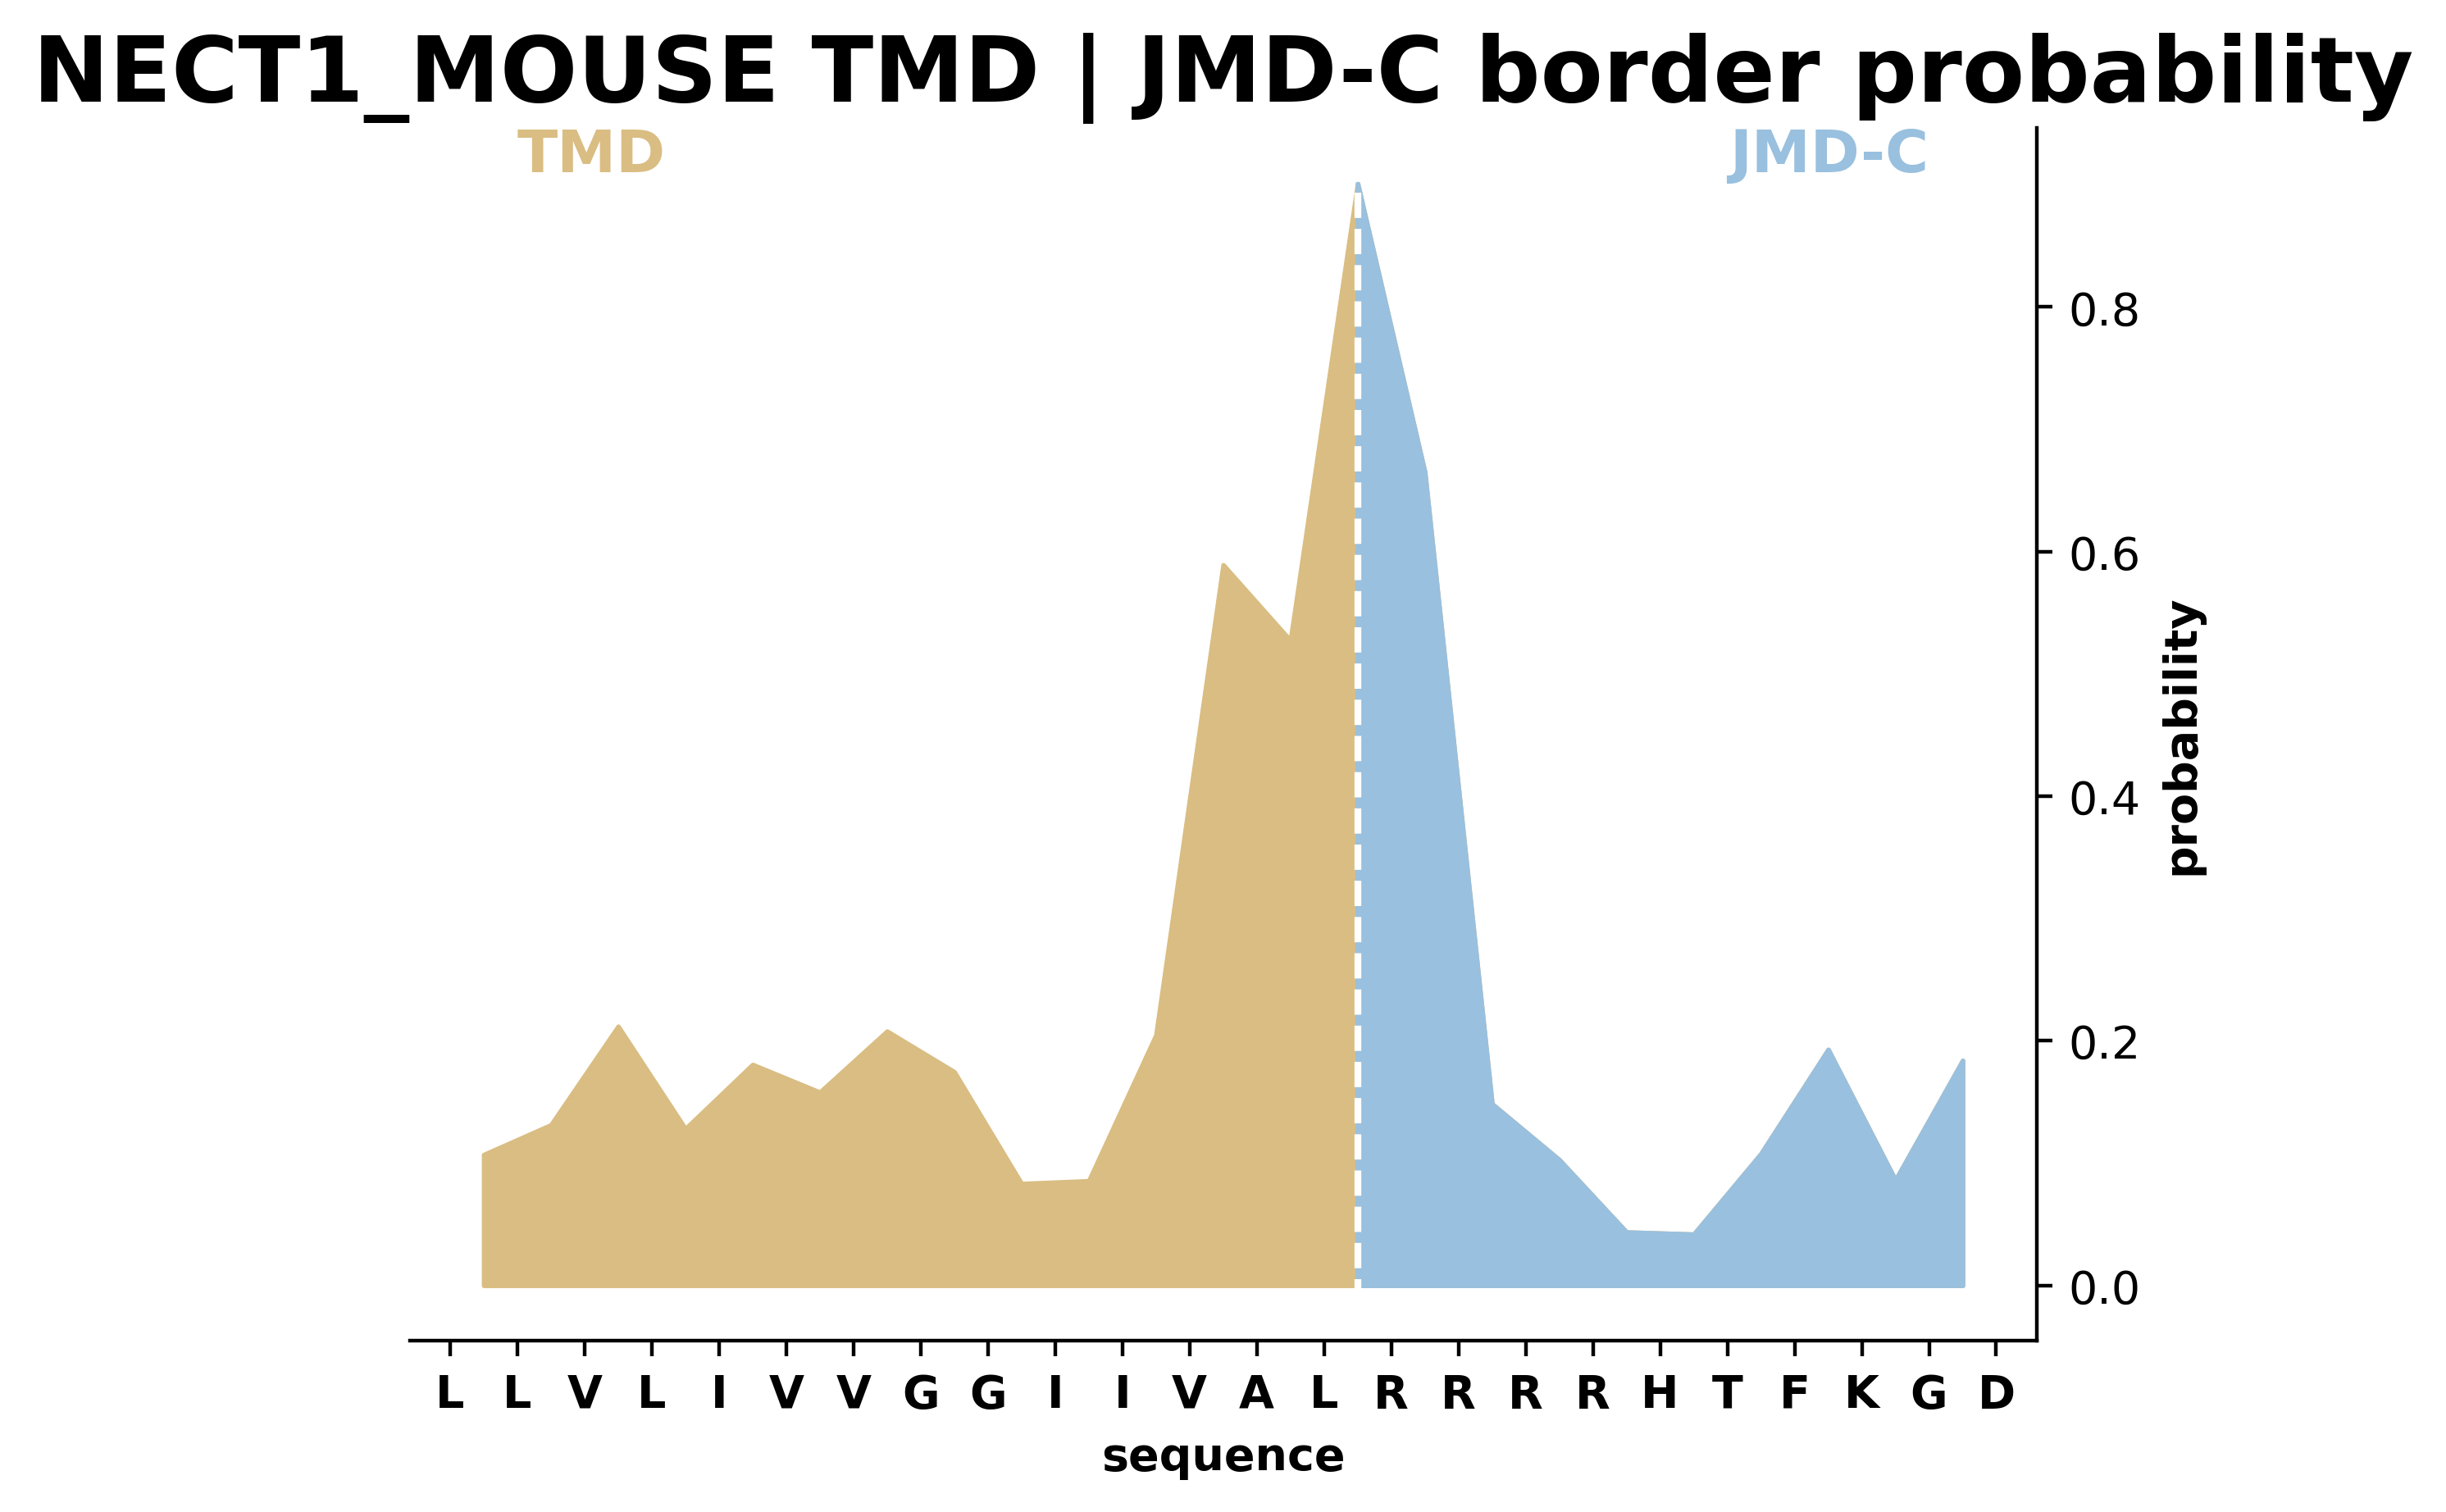 NECT1_MOUSE TMD | JMD-C border probability
TMD JMD-C
0.8
0.6
0.4
0.2
0.0
probability
L L V L I V V G G I I V A L R R R R H T F K G D
sequence